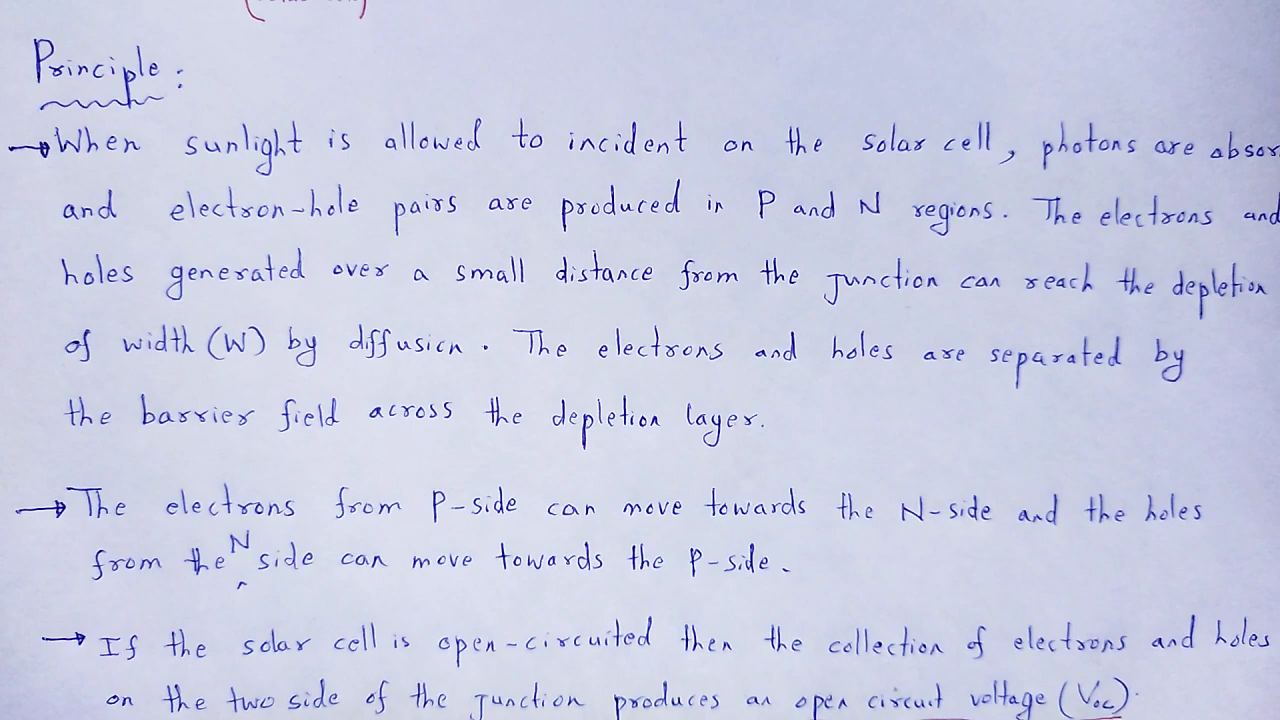 Principle :
→ When sunlight is allowed to incident on the solar cell, photons are absor
and electron-hole pairs are produced in P and N regions. The electrons and
holes generated over a small distance from the junction can reach the depletion
of width (W) by diffusion. The electrons and holes are separated by
the barrier field across the depletion layer.
→ The electrons from P-side can move towards the N-side and the holes
from the N side can move towards the P-side.
→ If the solar cell is open-circuited then the collection of electrons and holes
on the two side of the junction produces an open circuit voltage (Voc).